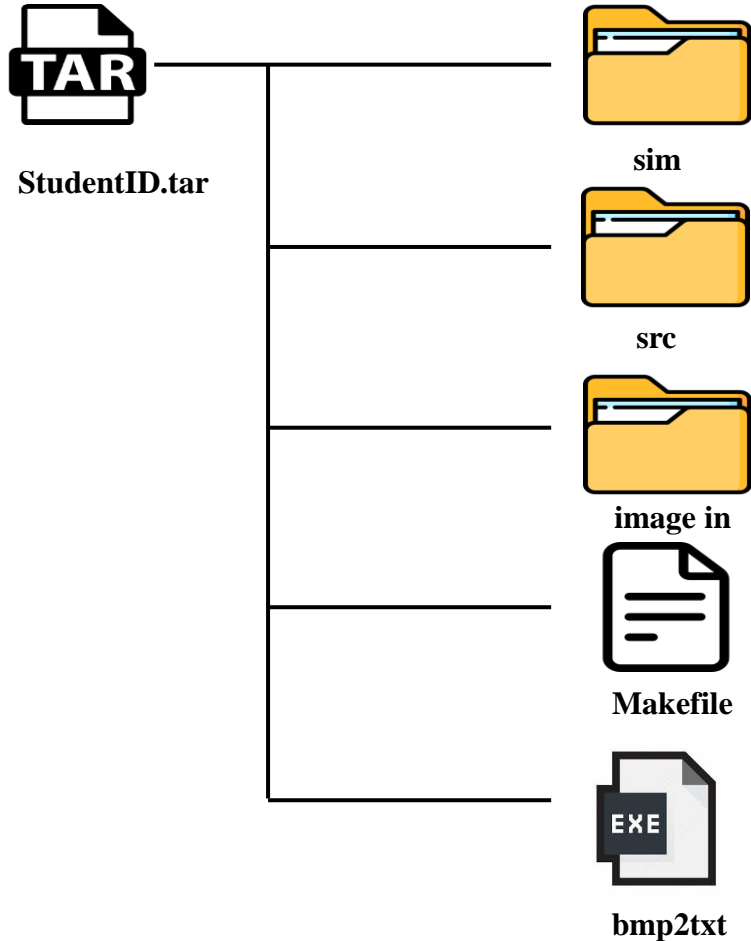 TAR
StudentID.tar
sim
src
image in
Makefile
EXE
bmp2txt